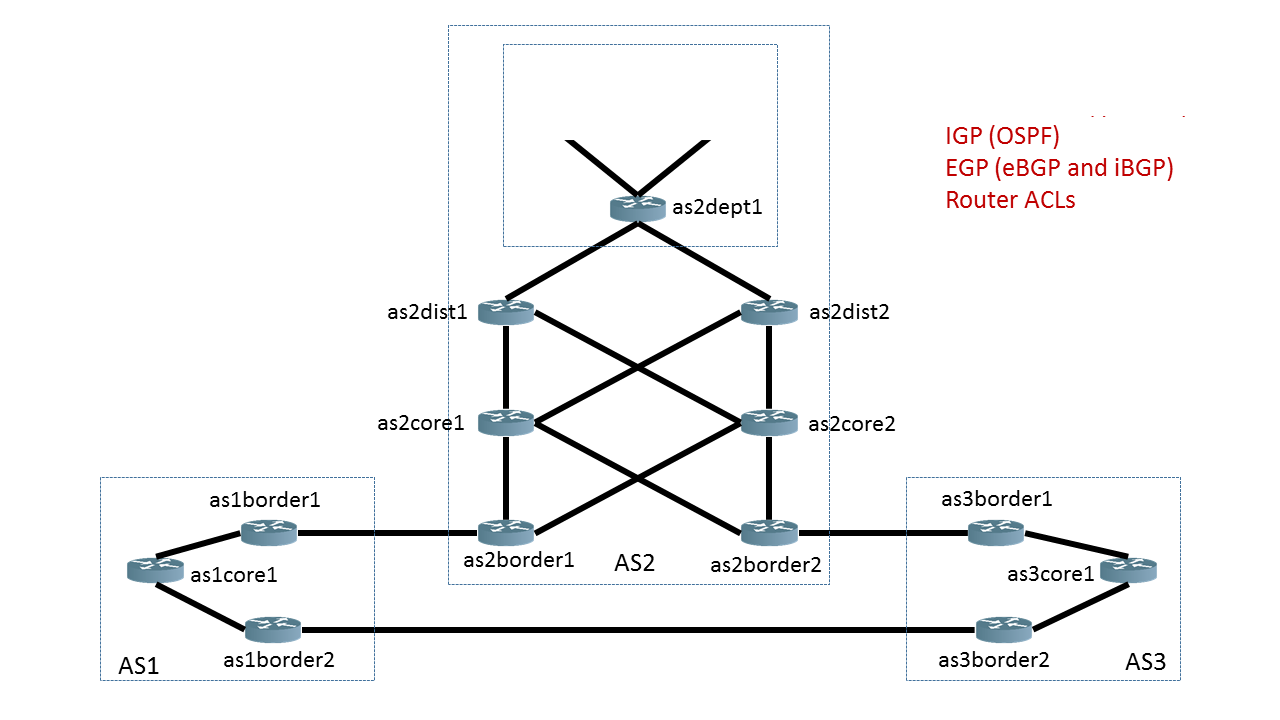 IGP (OSPF)
EGP (eBGP and iBGP)
Router ACLs
as2dept1
as2dist1
as2dist2
as2core1
as2core2
as1border1
as3border1
as2border1
AS2
as2border2
as1core1
as3core1
AS1
as1border2
as3border2
AS3